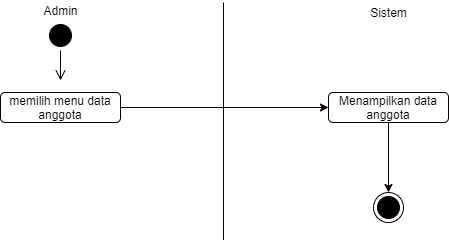 Admin
Sistem
memilih menu data
anggota
Menampilkan data
anggota